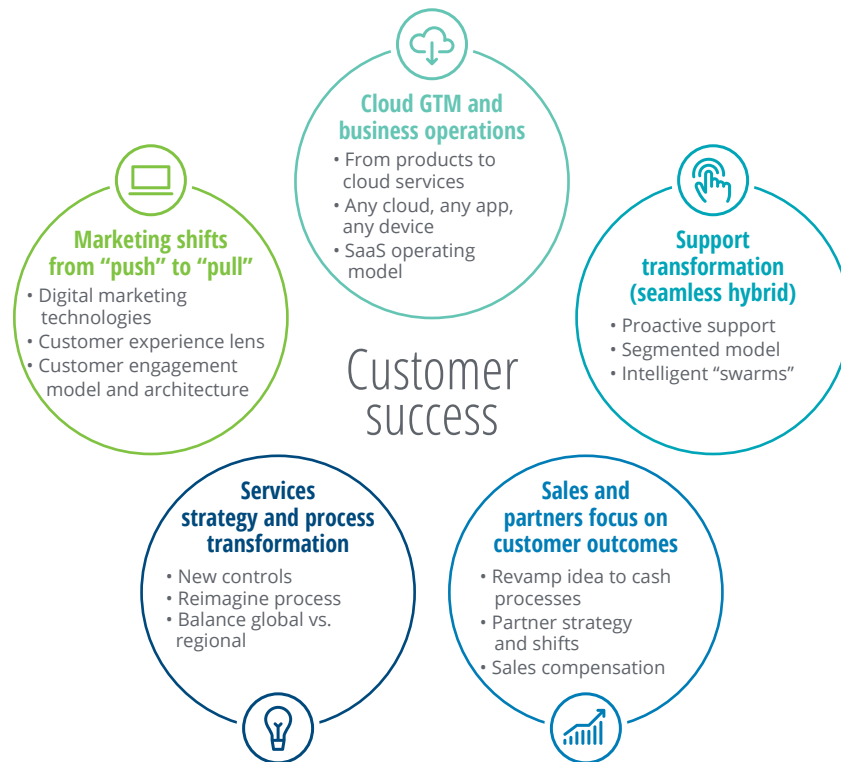 Cloud GTM and
business operations
• From products to
cloud services
• Any cloud, any app,
any device
• SaaS operating
model
Marketing shifts
from “push” to “pull”
• Digital marketing
technologies
• Customer experience lens
• Customer engagement
model and architecture
Support
transformation
(seamless hybrid)
• Proactive support
• Segmented model
• Intelligent “swarms”
Customer
success
Services
strategy and process
transformation
• New controls
• Reimagine process
• Balance global vs.
regional
Sales and
partners focus on
customer outcomes
• Revamp idea to cash
processes
• Partner strategy
and shifts
• Sales compensation